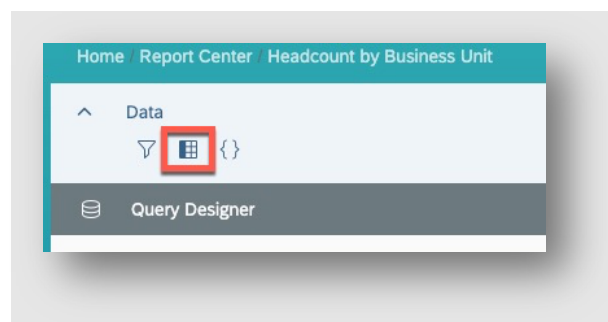 Home / Report Center / Headcount by Business Unit
Data
Query Designer